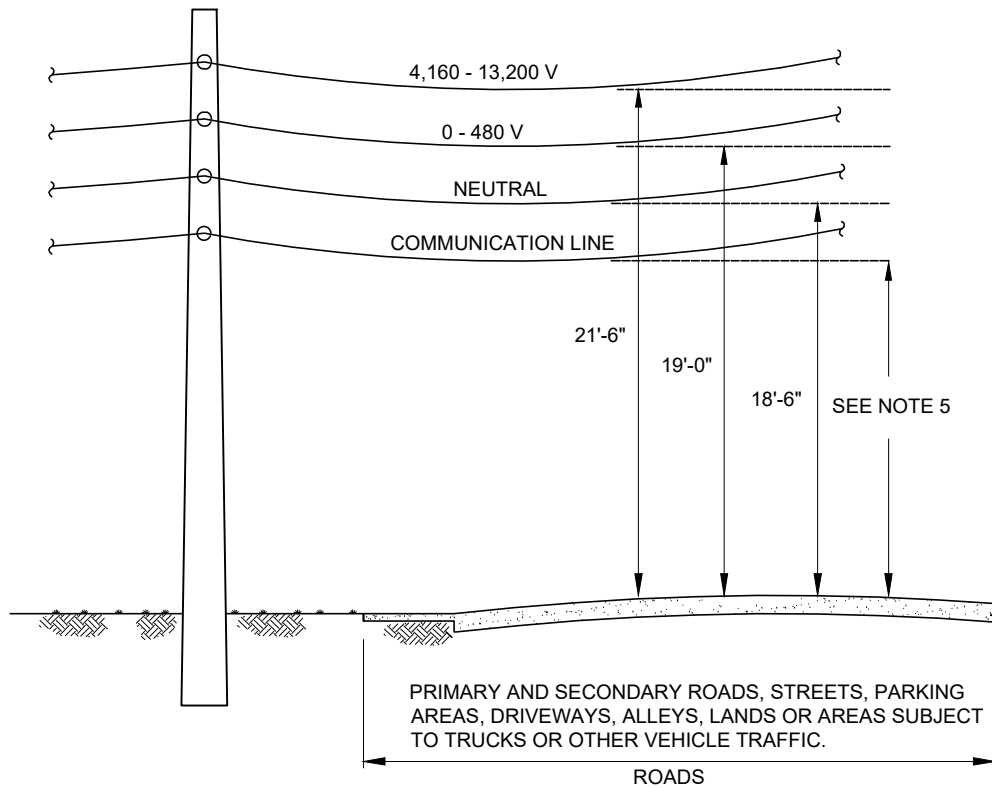 4,160 - 13,200 V
0 - 480 V
NEUTRAL
COMMUNICATION LINE
21'-6"
19'-0"
18'-6"
SEE NOTE 5
PRIMARY AND SECONDARY ROADS, STREETS, PARKING
AREAS, DRIVEWAYS, ALLEYS, LANDS OR AREAS SUBJECT
TO TRUCKS OR OTHER VEHICLE TRAFFIC.
ROADS